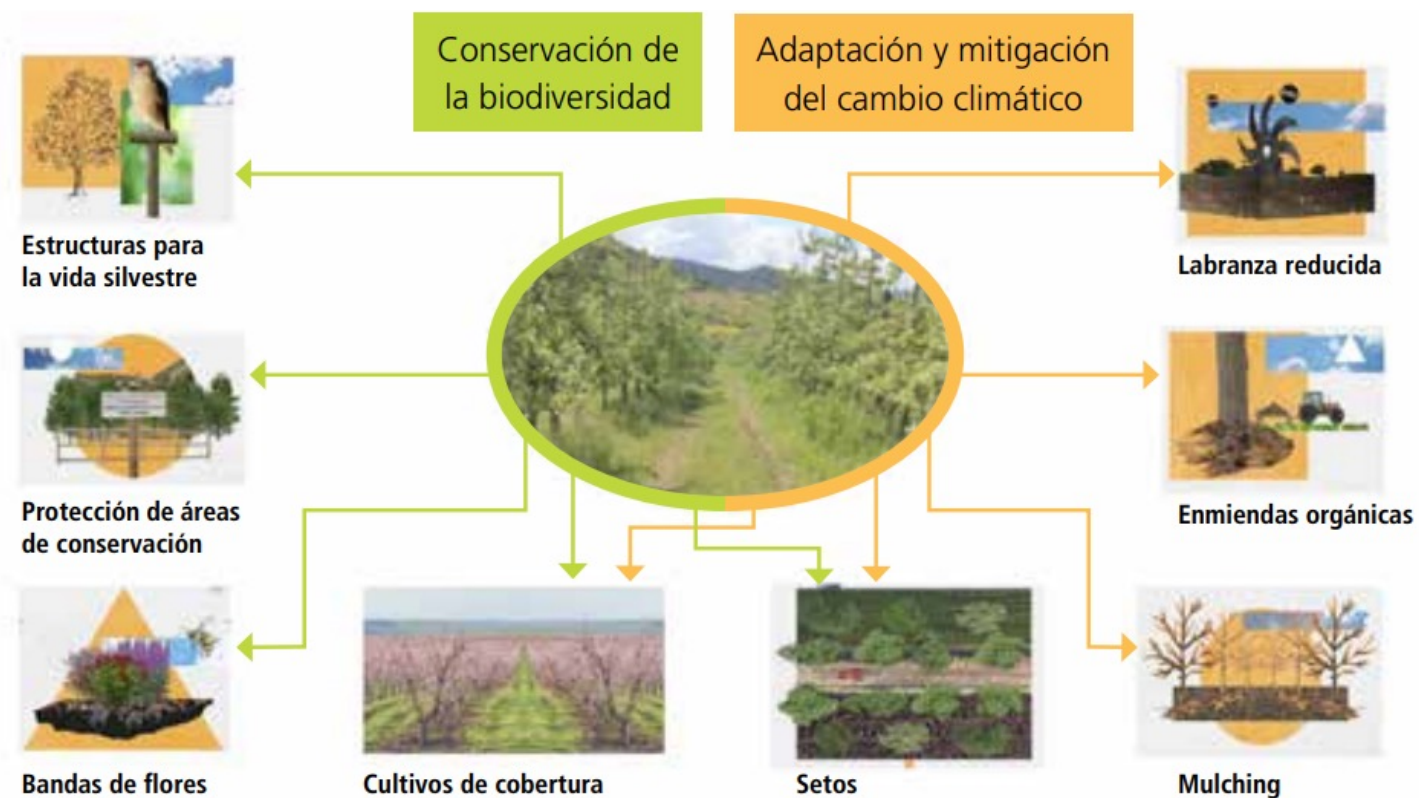 Conservación de
la biodiversidad
Adaptación y mitigación
del cambio climático
Estructuras para
la vida silvestre
Labranza reducida
Protección de áreas
de conservación
Enmiendas orgánicas
Bandas de flores
Cultivos de cobertura
Setos
Mulching